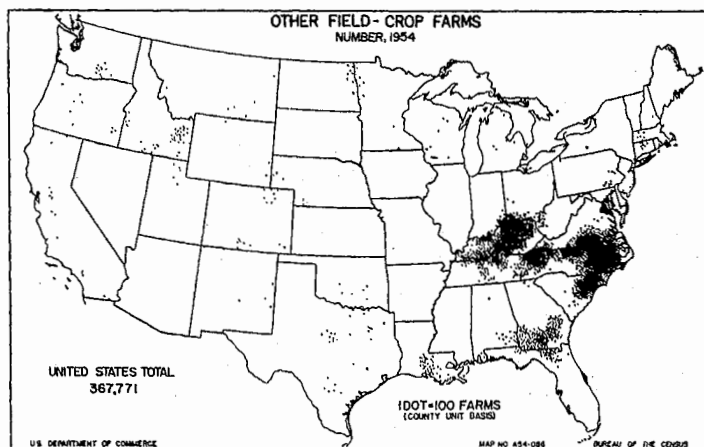 OTHER FIELD-CROP FARMS
NUMBER, 1954
UNITED STATES TOTAL
367,771
1 DOT=100 FARMS
(COUNTY UNIT BASIS)
U.S. DEPARTMENT OF COMMERCE
MAP NO. A54-086
BUREAU OF THE CENSUS